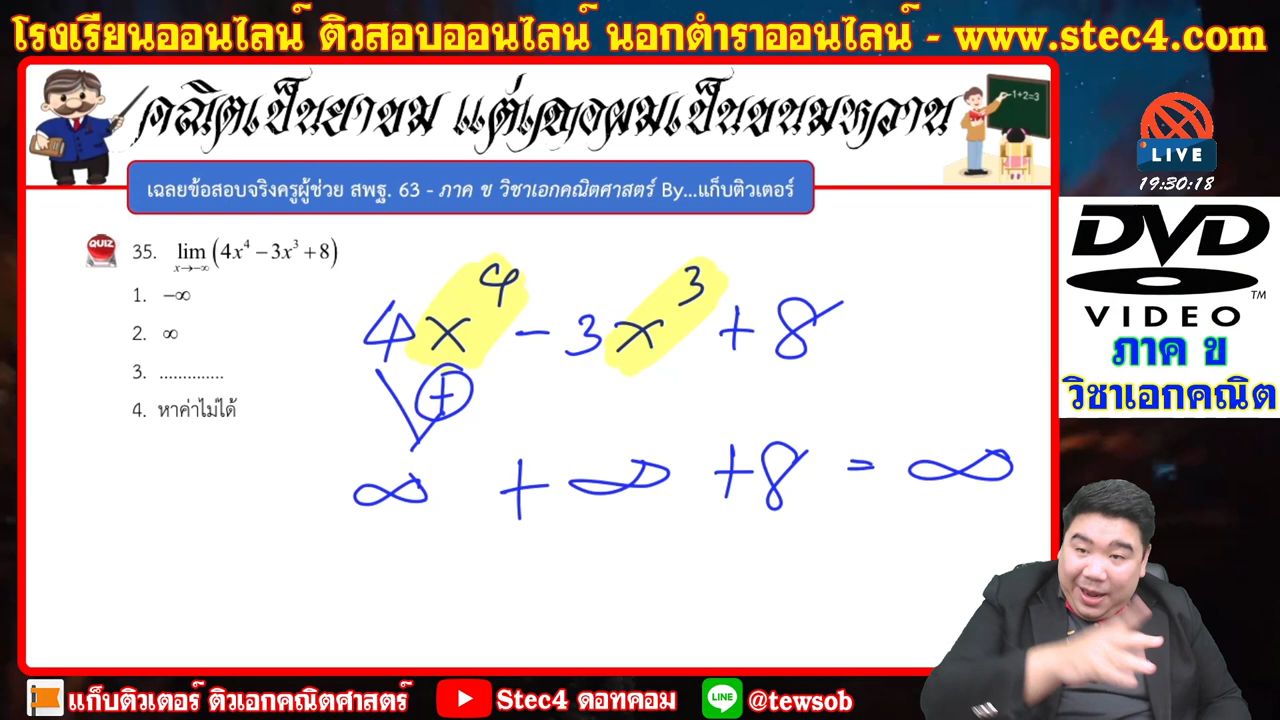 โรงเรียนออนไลน์ ติวสอบออนไลน์ นอกตำราออนไลน์ - www.stec4.com
คณิตเป็นยาขม แต่เธอผมเป็นขนมหวาน
1+2=3
LIVE
19:30:18
เฉลยข้อสอบจริงครูผู้ช่วย สพฐ. 63 - ภาค ข วิชาเอกคณิตศาสตร์ By...แก็บติวเตอร์
QUIZ
35. lim x→-∞ (4x⁴ − 3x³ + 8)
1. −∞
2. ∞
3. ..............
4. หาค่าไม่ได้
4x⁴ − 3x³ + 8
+
∞ + ∞ + 8 = ∞
DVD
VIDEO
TM
ภาค ข
วิชาเอกคณิต
แก็บติวเตอร์ ติวเอกคณิตศาสตร์
Stec4 ดอทคอม
LINE
@tewsob